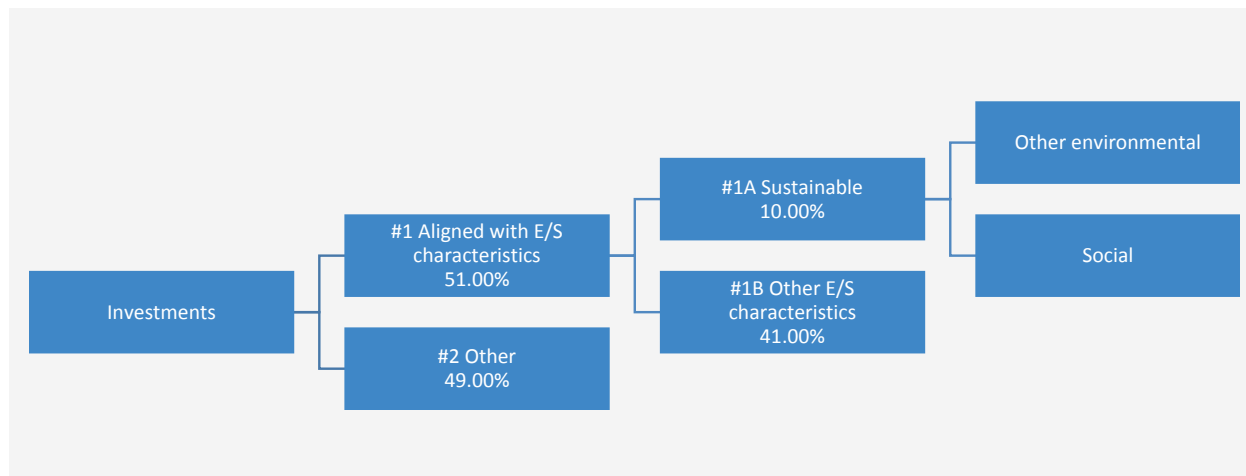 Investments
#1 Aligned with E/S
characteristics
51.00%
#2 Other
49.00%
#1A Sustainable
10.00%
#1B Other E/S
characteristics
41.00%
Other environmental
Social